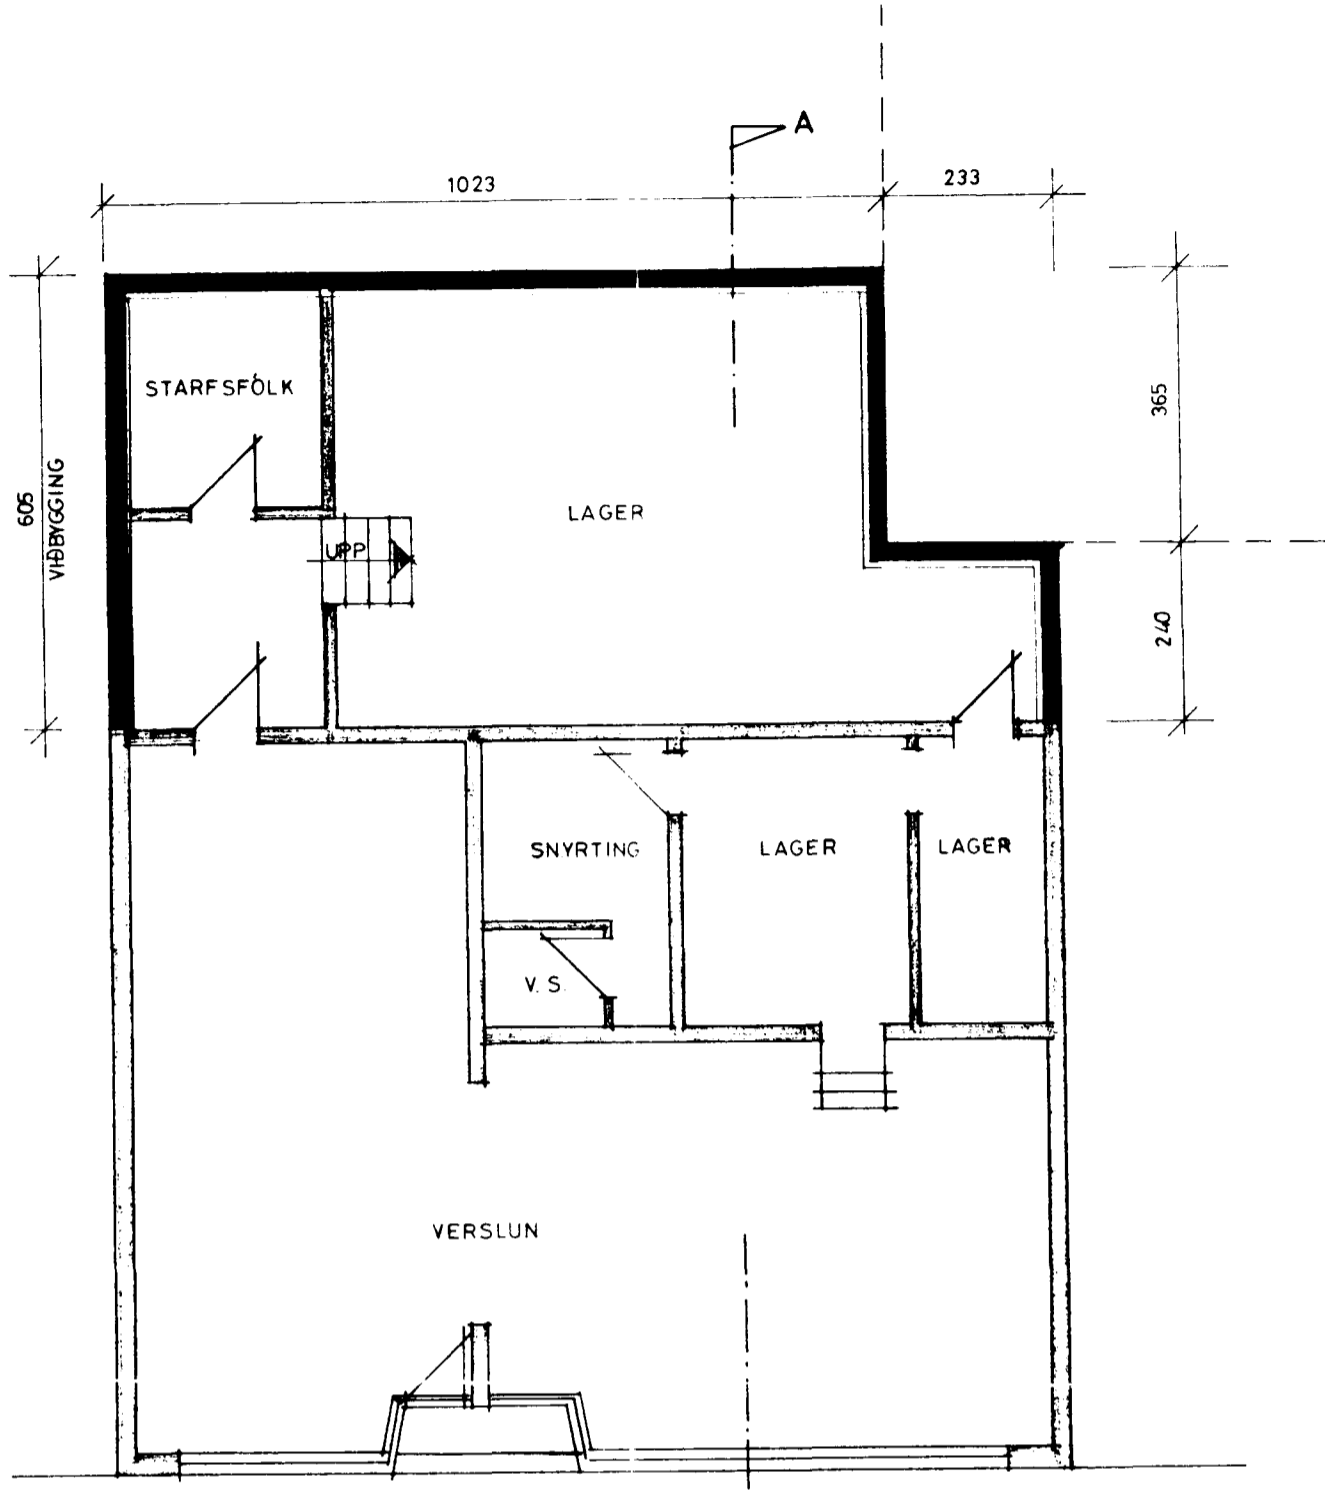 A
1023
233
STARFSFÓLK
365
605
VIÐBYGGING
LAGER
UPP
240
SNYRTING
LAGER
LAGER
V.S.
VERSLUN